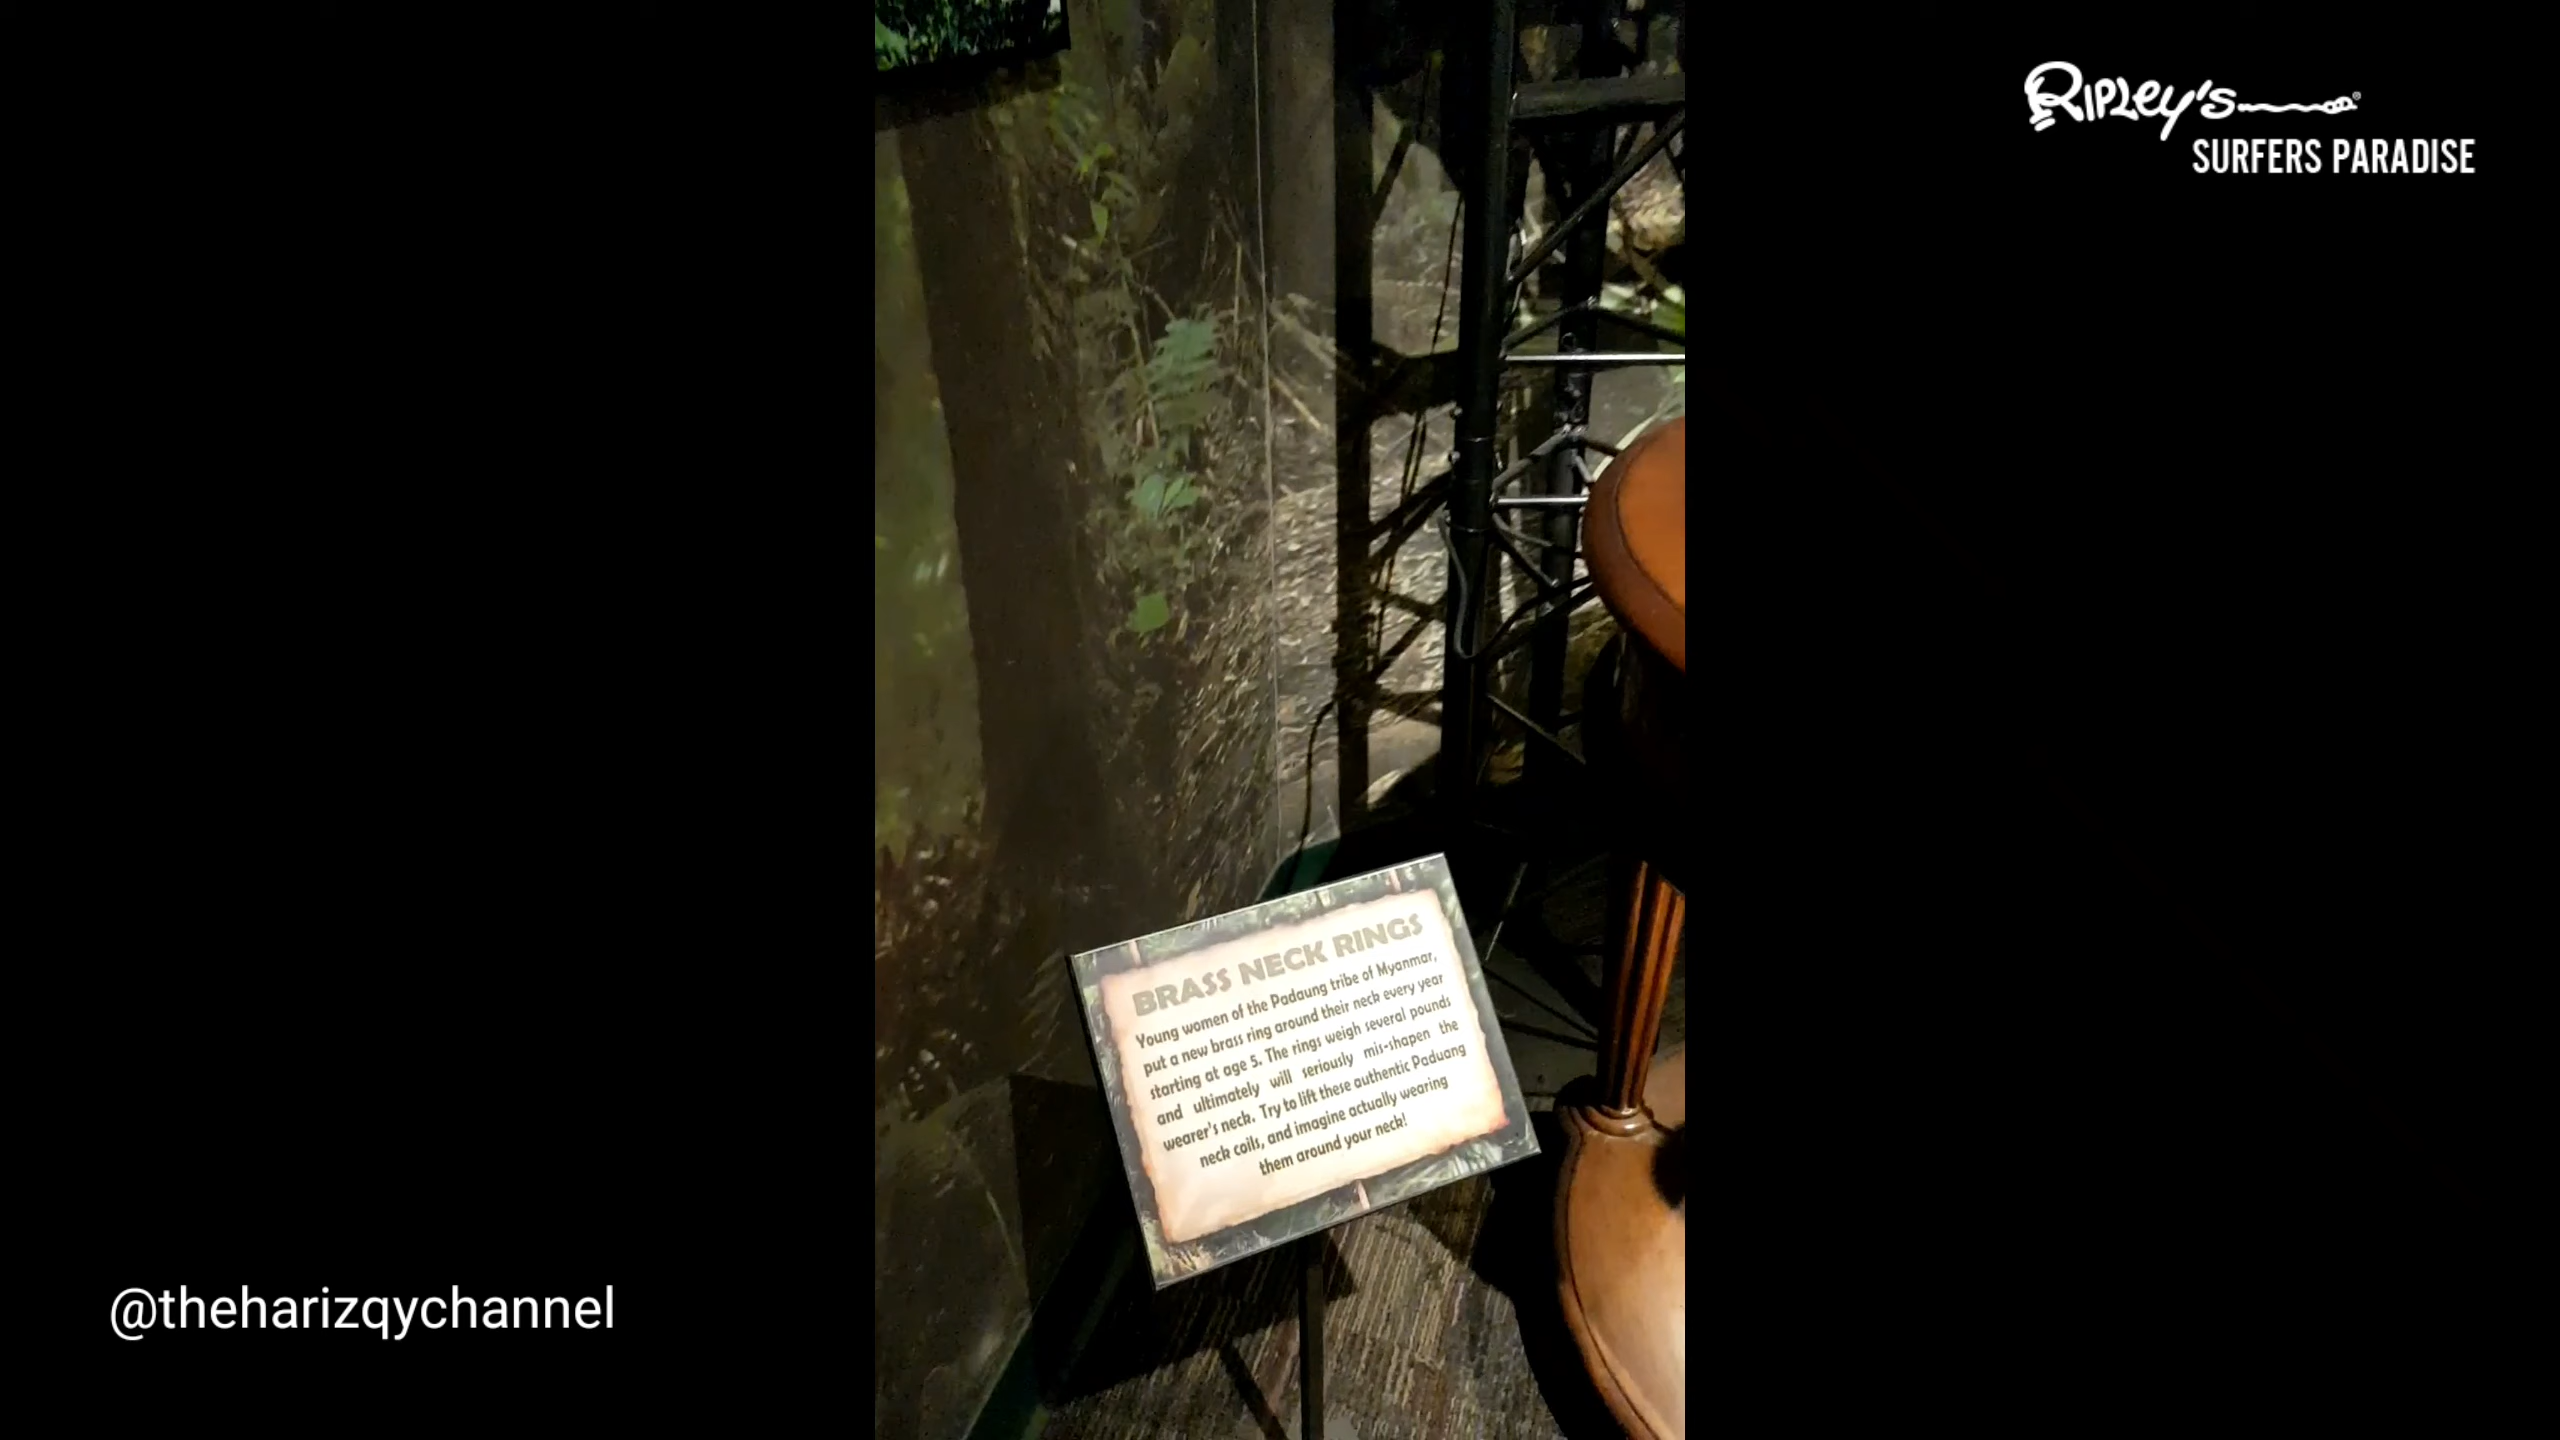 RIPLEY'S
SURFERS PARADISE
BRASS NECK RINGS
Young women of the Padaung tribe of Myanmar,
put a new brass ring around their neck every year
starting at age 5. The rings weigh several pounds
and ultimately will seriously mis-shapen the
wearer's neck. Try to lift these authentic Paduang
neck coils, and imagine actually wearing
them around your neck!
@theharizqychannel